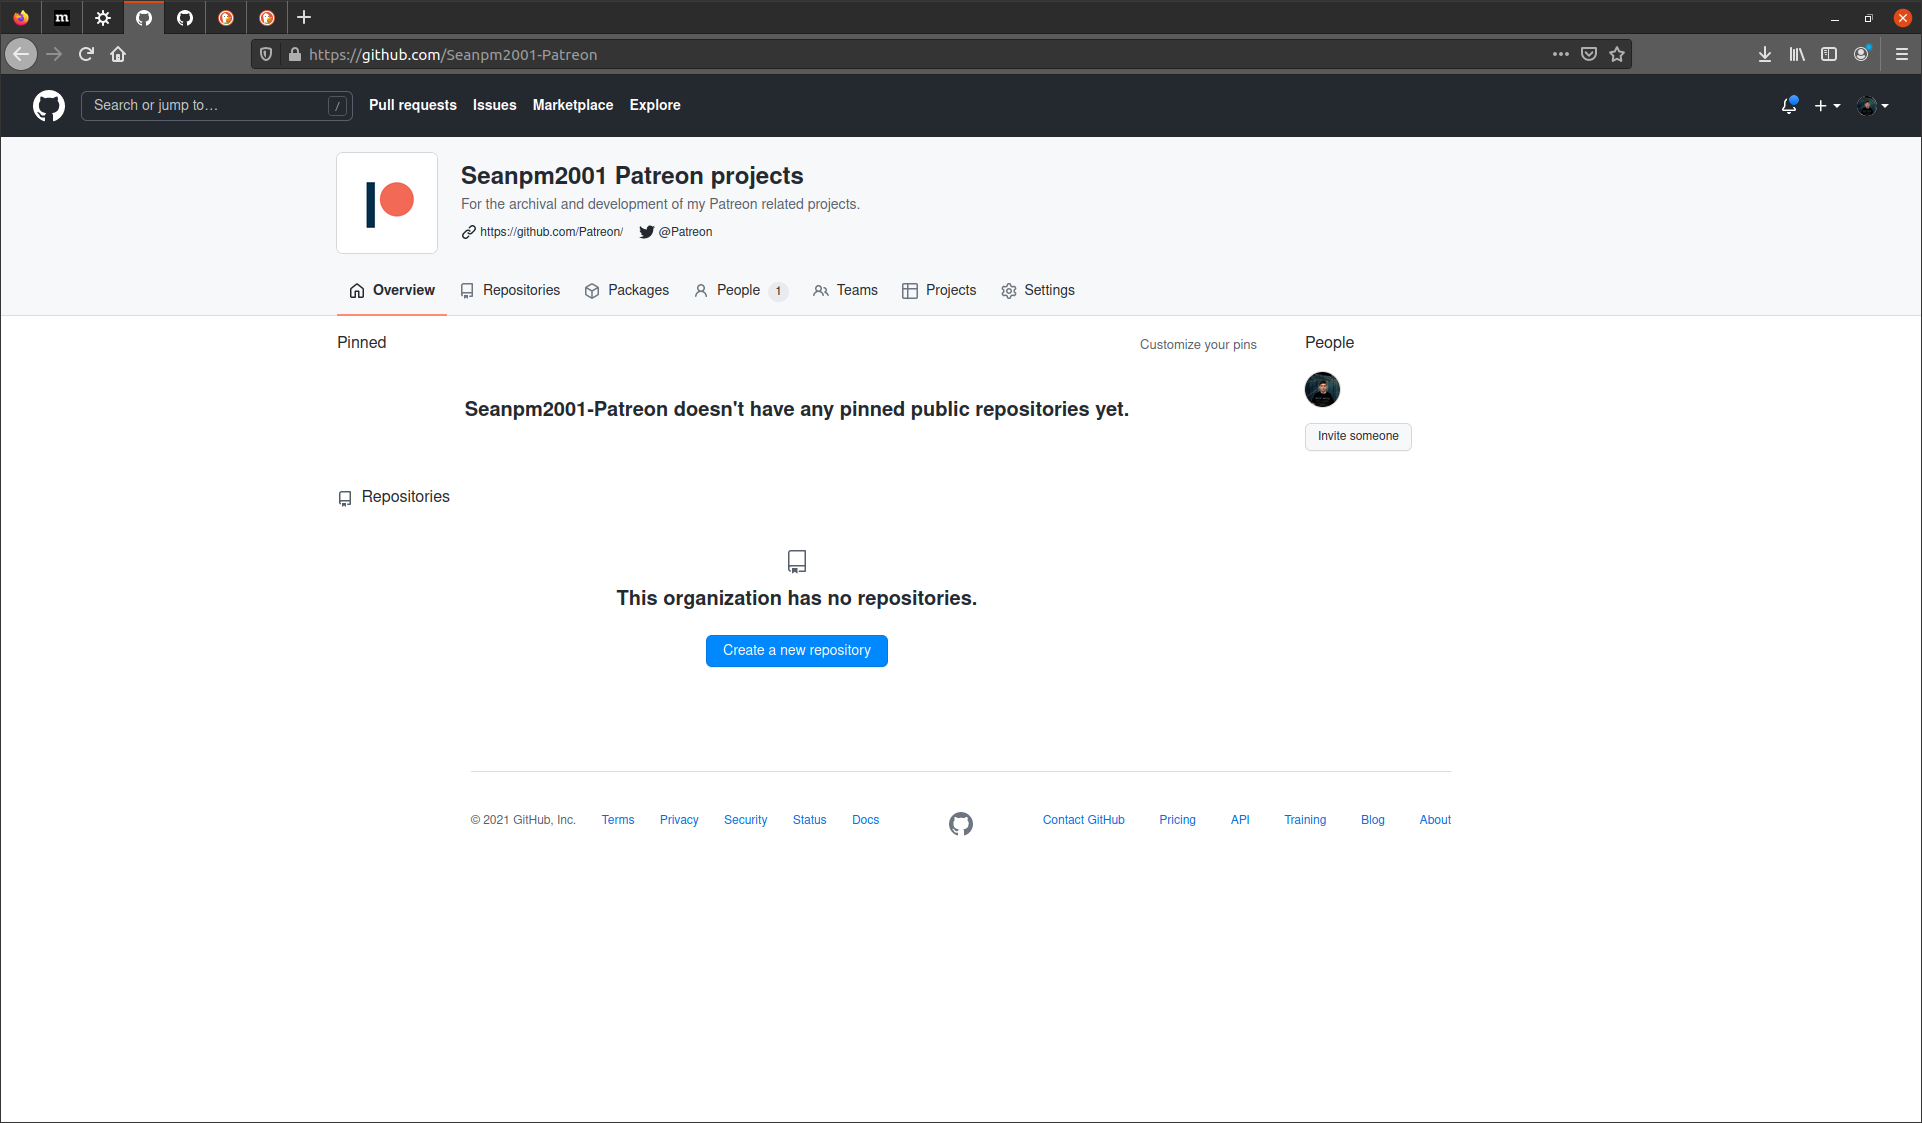 m
https://github.com/Seanpm2001-Patreon
Search or jump to… /
Pull requests Issues Marketplace Explore
Seanpm2001 Patreon projects
For the archival and development of my Patreon related projects.
https://github.com/Patreon/ @Patreon
Overview Repositories Packages People 1 Teams Projects Settings
Pinned Customize your pins People
Seanpm2001-Patreon doesn't have any pinned public repositories yet.
Invite someone
Repositories
This organization has no repositories.
Create a new repository
© 2021 GitHub, Inc. Terms Privacy Security Status Docs Contact GitHub Pricing API Training Blog About